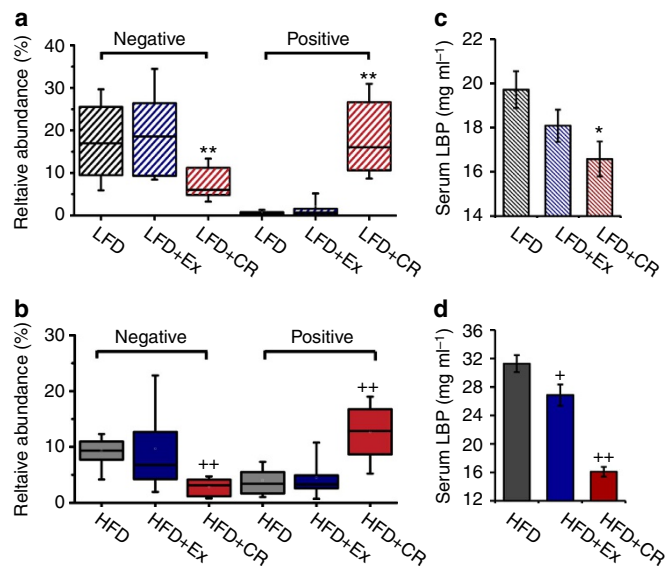 a
Negative
Positive
Reltaive abundance (%)
40
30
20
10
0
**
**
LFD
LFD+Ex
LFD+CR
LFD
LFD+Ex
LFD+CR
c
Serum LBP (mg ml⁻¹)
22
20
18
16
14
*
LFD
LFD+Ex
LFD+CR
b
Negative
Positive
Reltaive abundance (%)
30
20
10
0
++
++
HFD
HFD+Ex
HFD+CR
HFD
HFD+Ex
HFD+CR
d
Serum LBP (mg ml⁻¹)
36
32
28
24
20
16
12
+
++
HFD
HFD+Ex
HFD+CR